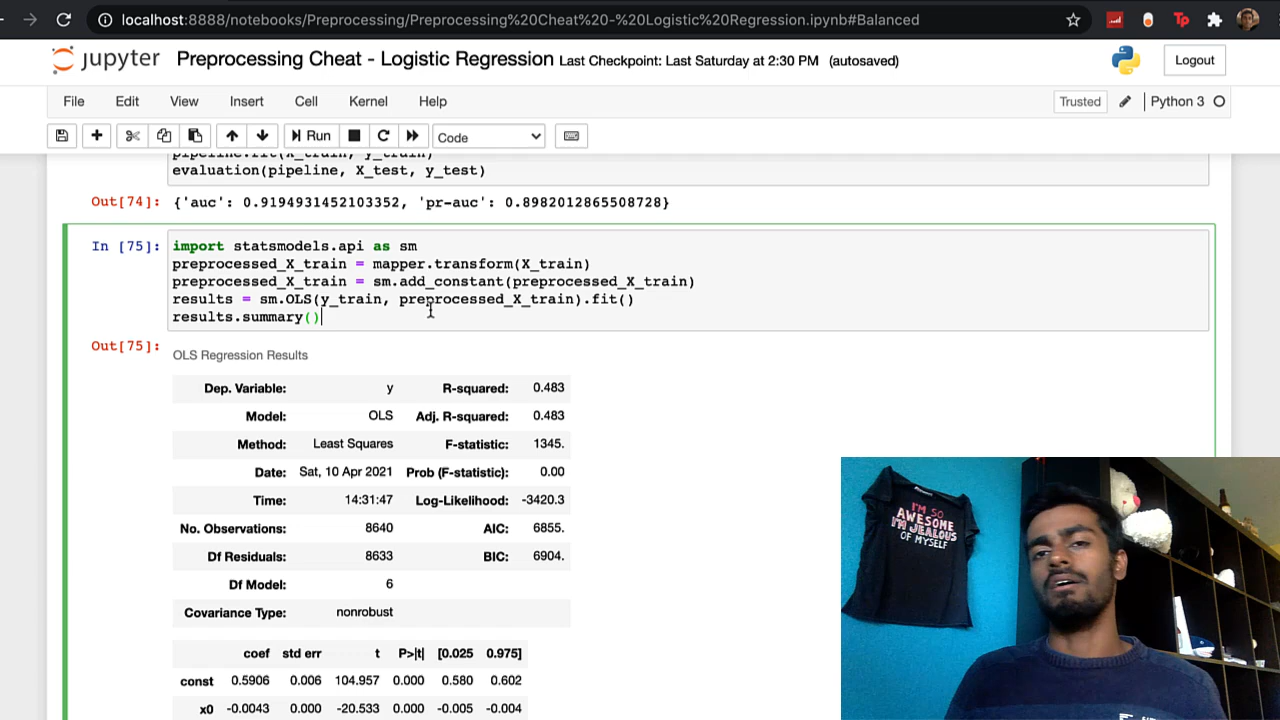 localhost:8888/notebooks/Preprocessing/Preprocessing%20Cheat%20-%20Logistic%20Regression.ipynb#Balanced
Tp
jupyter Preprocessing Cheat - Logistic Regression Last Checkpoint: Last Saturday at 2:30 PM (autosaved)
Logout
File Edit View Insert Cell Kernel Help Trusted Python 3
Run Code
pipeline.fit(X_train, y_train)
evaluation(pipeline, X_test, y_test)
Out[74]: {'auc': 0.9194931452103352, 'pr-auc': 0.8982012865508728}
In [75]: import statsmodels.api as sm
preprocessed_X_train = mapper.transform(X_train)
preprocessed_X_train = sm.add_constant(preprocessed_X_train)
results = sm.OLS(y_train, preprocessed_X_train).fit()
results.summary()
Out[75]: OLS Regression Results
Dep. Variable: y R-squared: 0.483
Model: OLS Adj. R-squared: 0.483
Method: Least Squares F-statistic: 1345.
Date: Sat, 10 Apr 2021 Prob (F-statistic): 0.00
Time: 14:31:47 Log-Likelihood: -3420.3
No. Observations: 8640 AIC: 6855.
Df Residuals: 8633 BIC: 6904.
Df Model: 6
Covariance Type: nonrobust
coef std err t P>|t| [0.025 0.975]
const 0.5906 0.006 104.957 0.000 0.580 0.602
x0 -0.0043 0.000 -20.533 0.000 -0.005 -0.004
I'M SO
AWESOME
I'M JEALOUS
OF MYSELF